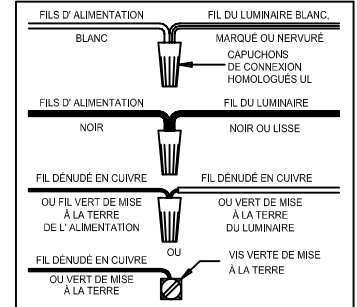 FILS D' ALIMENTATION
FIL DU LUMINAIRE BLANC,
BLANC
MARQUÉ OU NERVURÉ
CAPUCHONS
DE CONNEXION
HOMOLOGUÉS UL
FILS D' ALIMENTATION
FIL DU LUMINAIRE
NOIR
NOIR OU LISSE
FIL DÉNUDÉ EN CUIVRE
FIL DÉNUDÉ EN CUIVRE
OU FIL VERT DE MISE
À LA TERRE
DE L' ALIMENTATION
OU VERT DE MISE
À LA TERRE
DU LUMINAIRE
OU
FIL DÉNUDÉ EN CUIVRE
OU VERT DE MISE
À LA TERRE
VIS VERTE DE MISE
À LA TERRE